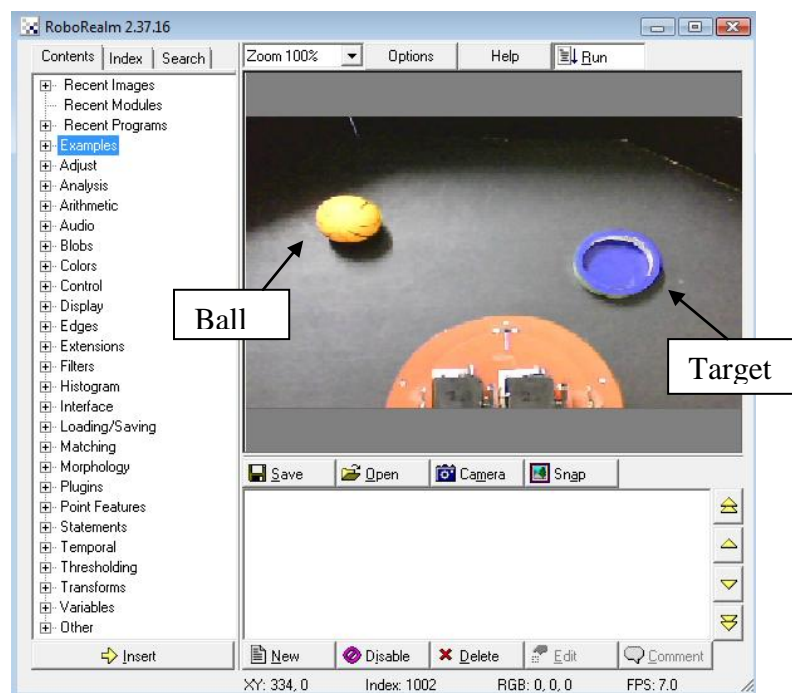 RoboRealm 2.37.16
Contents Index Search
Zoom 100% Options Help Run
Recent Images
Recent Modules
Recent Programs
Examples
Adjust
Analysis
Arithmetic
Audio
Blobs
Colors
Control
Display
Edges
Extensions
Filters
Histogram
Interface
Loading/Saving
Matching
Morphology
Plugins
Point Features
Statements
Temporal
Thresholding
Transforms
Variables
Other
Insert
Ball
Target
Save Open Camera Snap
New Disable Delete Edit Comment
XY: 334, 0 Index: 1002 RGB: 0, 0, 0 FPS: 7.0